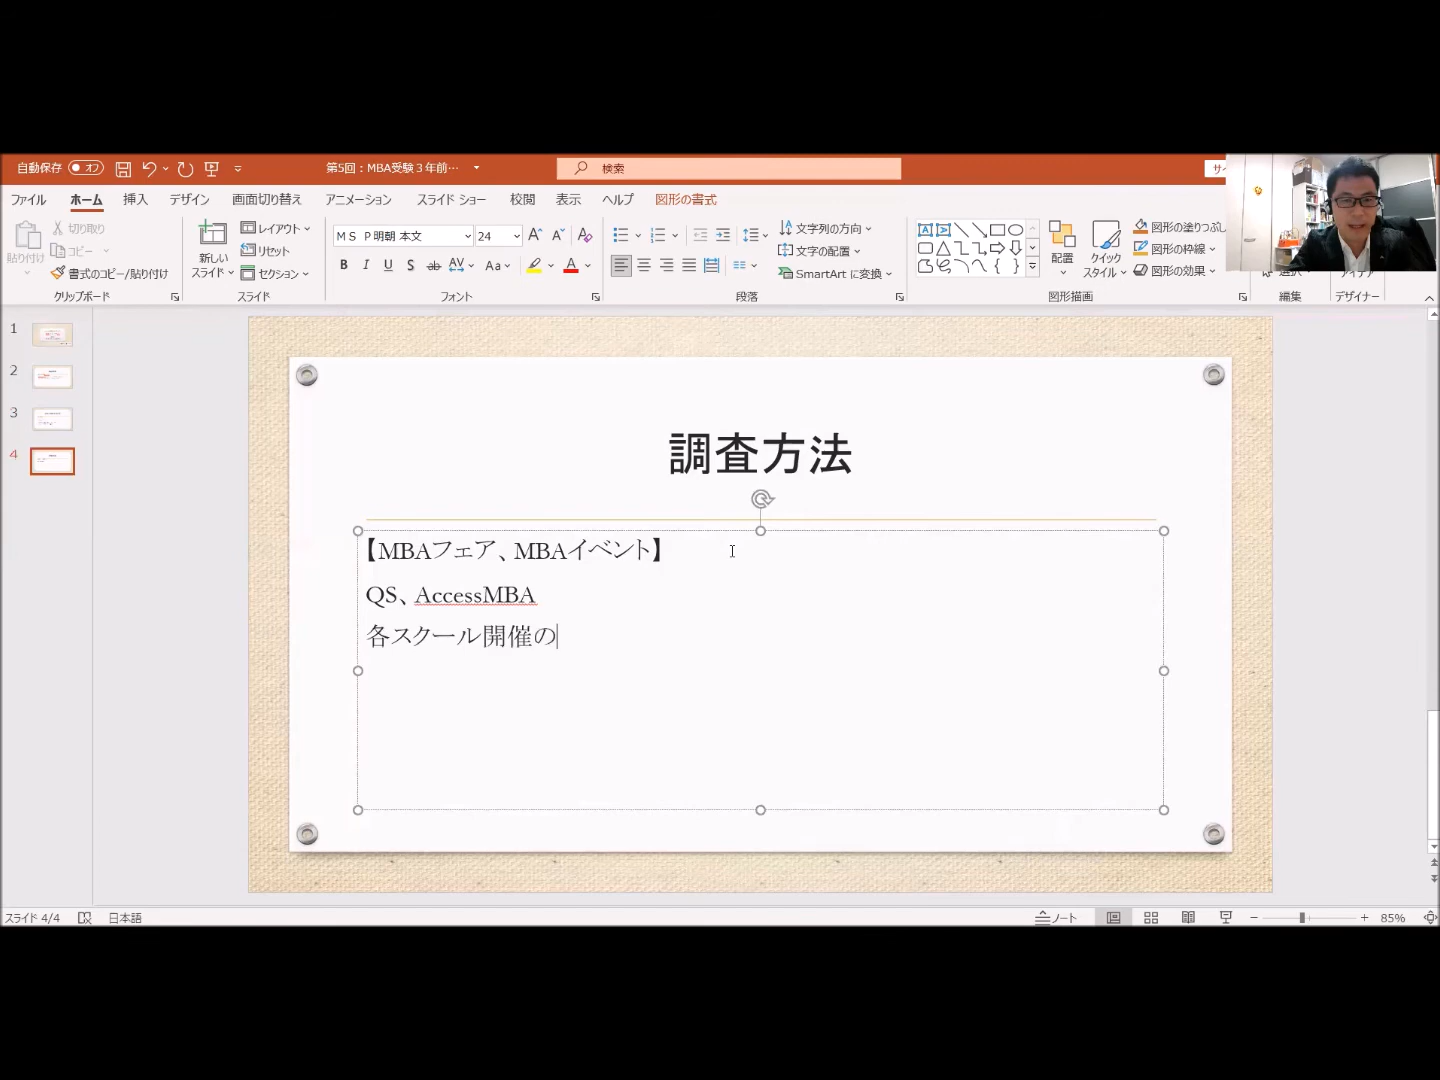 自動保存 オフ 第5回：MBA受験３年前… 検索
ファイル ホーム 挿入 デザイン 画面切り替え アニメーション スライド ショー 校閲 表示 ヘルプ 図形の書式
貼り付け 切り取り コピー 書式のコピー/貼り付け
クリップボード
新しいスライド レイアウト リセット セクション
スライド
ＭＳ Ｐ明朝 本文 24
B I U S ab AV Aa A
フォント
文字列の方向 文字の配置 SmartArt に変換
段落
配置 クイックスタイル 図形の塗りつぶし 図形の枠線 図形の効果
図形描画
編集
デザイナー
1
2
3
4
調査方法
【MBAフェア、MBAイベント】
QS、AccessMBA
各スクール開催の
スライド 4/4 日本語 ノート 85%